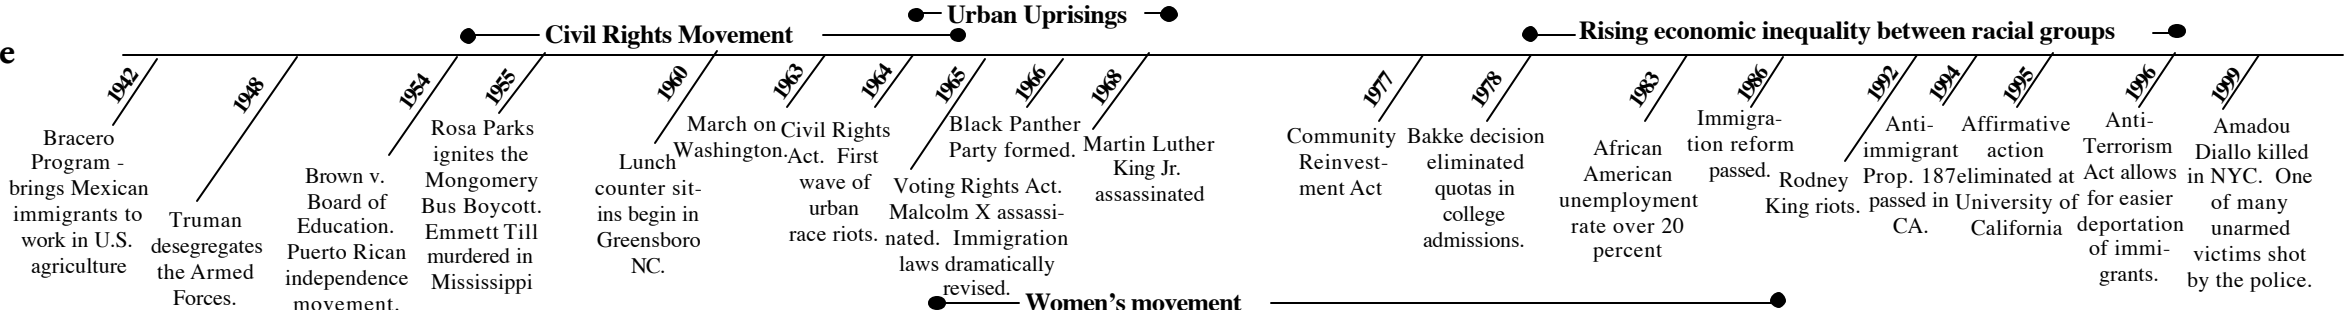 Urban Uprisings
Civil Rights Movement
Rising economic inequality between racial groups
e
1942
Bracero
Program -
brings Mexican
immigrants to
work in U.S.
agriculture
1948
Truman
desegregates
the Armed
Forces.
1954
Brown v.
Board of
Education.
Puerto Rican
independence
movement.
1955
Rosa Parks
ignites the
Mongomery
Bus Boycott.
Emmett Till
murdered in
Mississippi
1960
Lunch
counter sit-
ins begin in
Greensboro
NC.
1963
March on
Washington.
1964
Civil Rights
Act. First
wave of
urban
race riots.
1965
Voting Rights Act.
Malcolm X assassi-
nated. Immigration
laws dramatically
revised.
1966
Black Panther
Party formed.
1968
Martin Luther
King Jr.
assassinated
1977
Community
Reinvest-
ment Act
1978
Bakke decision
eliminated
quotas in
college
admissions.
1983
African
American
unemployment
rate over 20
percent
1986
Immigra-
tion reform
passed.
1992
Rodney
King riots.
1994
Anti-
immigrant
Prop. 187
passed in
CA.
1995
Affirmative
action
eliminated at
University of
California
1996
Anti-
Terrorism
Act allows
for easier
deportation
of immi-
grants.
1999
Amadou
Diallo killed
in NYC. One
of many
unarmed
victims shot
by the police.
Women's movement